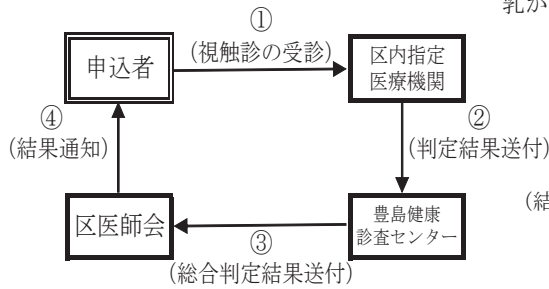 乳が
①
申込者
(視触診の受診)
区内指定
医療機関
④
(結果通知)
②
(判定結果送付)
区医師会
豊島健康
診査センター
(結
③
(総合判定結果送付)